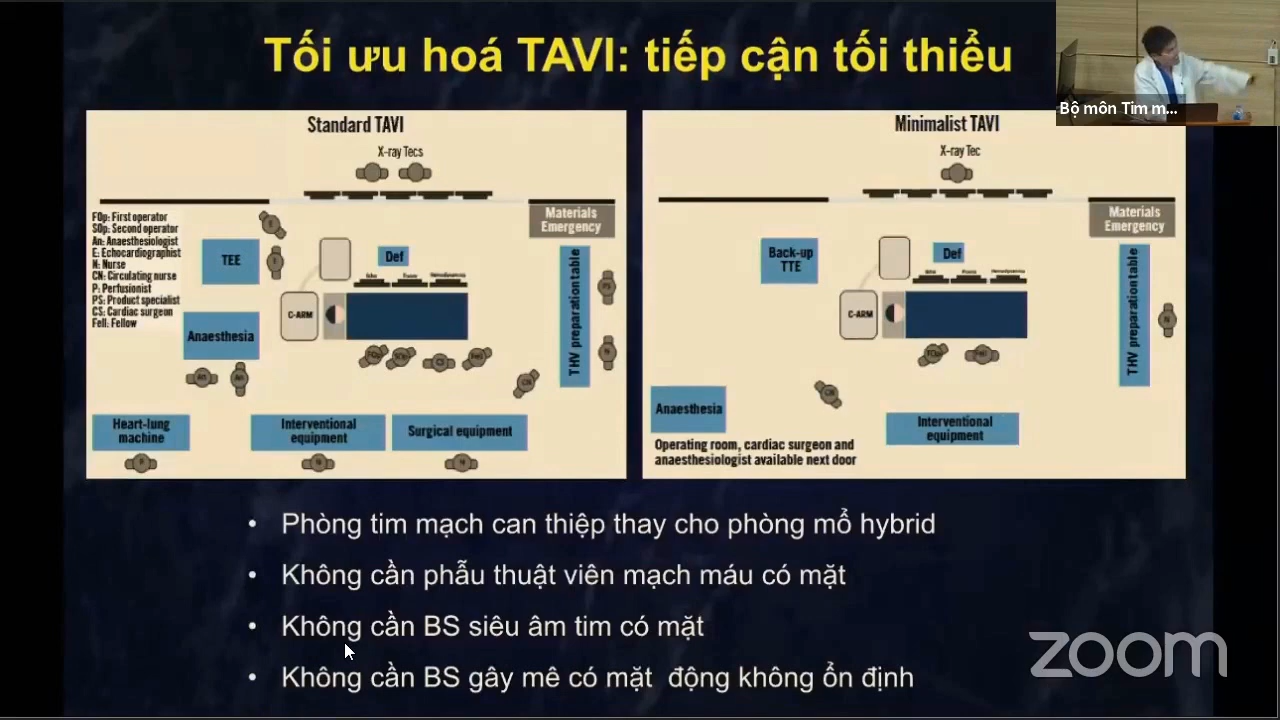 Tối ưu hoá TAVI: tiếp cận tối thiểu
Bộ môn Tim m...
Standard TAVI
X-ray Tecs
FOp: First operator
SOp: Second operator
An: Anaesthesiologist
E: Echocardiographist
N: Nurse
CN: Circulating nurse
P: Perfusionist
PS: Product specialist
CS: Cardiac surgeon
Fell: Fellow
TEE
Def
Materials
Emergency
C-ARM
Anaesthesia
THV preparation table
Heart-lung
machine
Interventional
equipment
Surgical equipment
Minimalist TAVI
X-ray Tec
Materials
Emergency
Back-up
TTE
Def
C-ARM
THV preparation table
Anaesthesia
Interventional
equipment
Operating room, cardiac surgeon and
anaesthesiologist available next door
• Phòng tim mạch can thiệp thay cho phòng mổ hybrid
• Không cần phẫu thuật viên mạch máu có mặt
• Không cần BS siêu âm tim có mặt
• Không cần BS gây mê có mặt động không ổn định
zoom